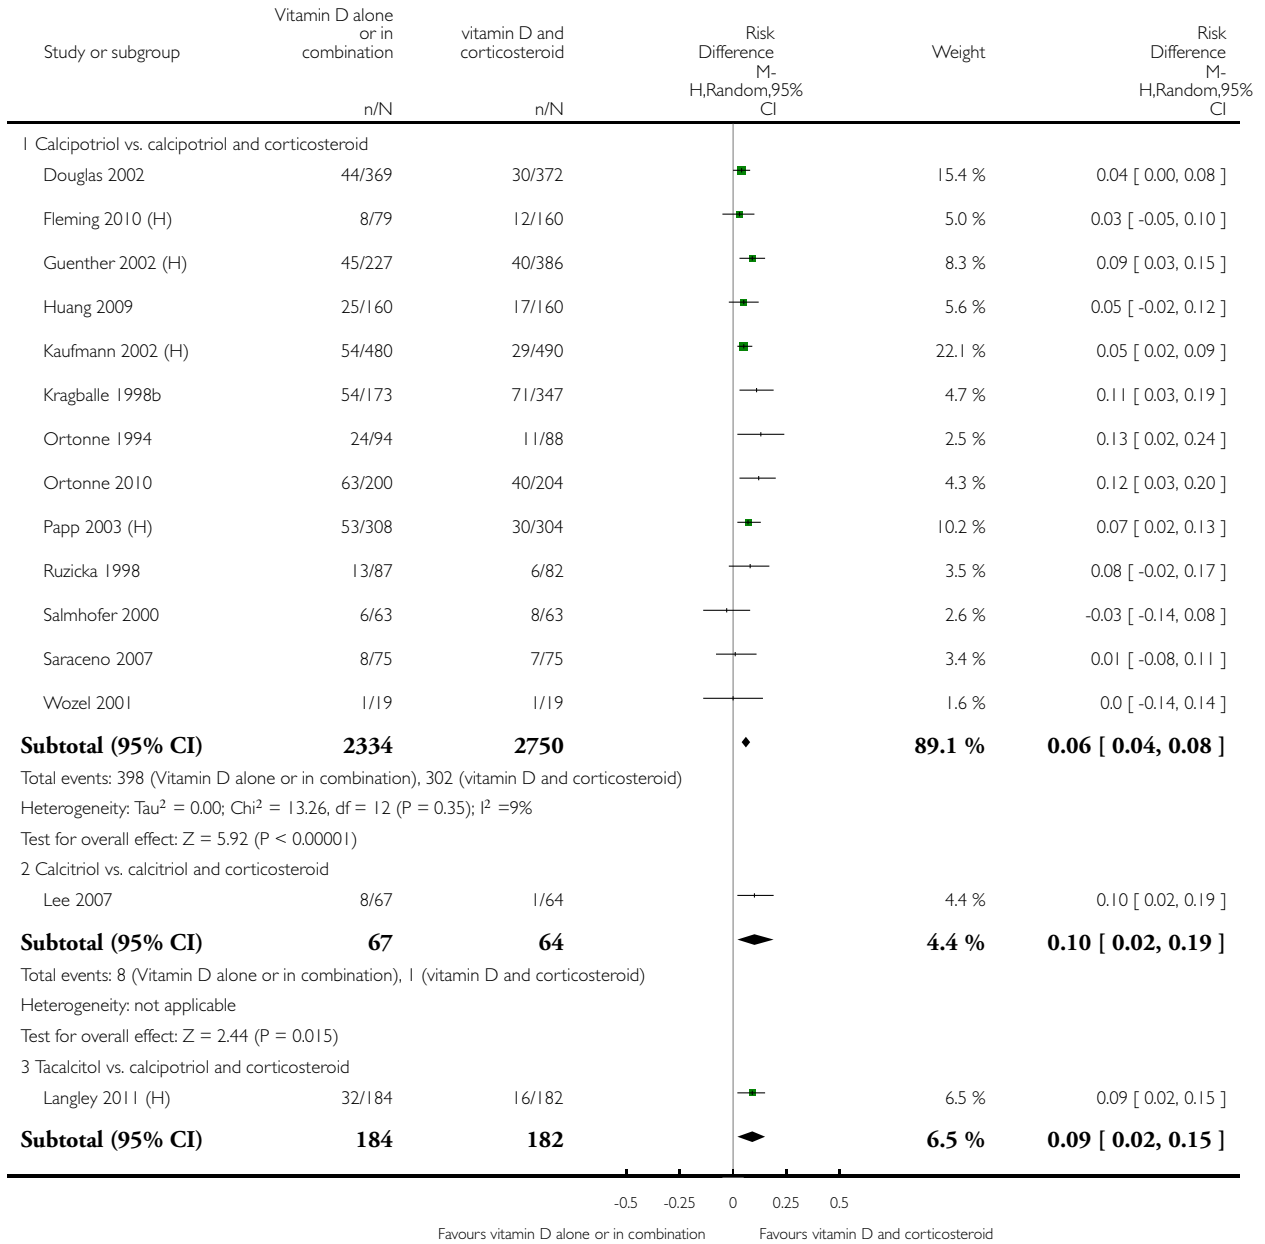 Study or subgroup
Vitamin D alone
or in
combination
vitamin D and
corticosteroid
Risk
Difference
Weight
Risk
Difference
n/N
n/N
M-
H,Random,95%
CI
M-
H,Random,95%
CI
1 Calcipotriol vs. calcipotriol and corticosteroid
Douglas 2002 44/369 30/372 15.4 % 0.04 [ 0.00, 0.08 ]
Fleming 2010 (H) 8/79 12/160 5.0 % 0.03 [ -0.05, 0.10 ]
Guenther 2002 (H) 45/227 40/386 8.3 % 0.09 [ 0.03, 0.15 ]
Huang 2009 25/160 17/160 5.6 % 0.05 [ -0.02, 0.12 ]
Kaufmann 2002 (H) 54/480 29/490 22.1 % 0.05 [ 0.02, 0.09 ]
Kragballe 1998b 54/173 71/347 4.7 % 0.11 [ 0.03, 0.19 ]
Ortonne 1994 24/94 11/88 2.5 % 0.13 [ 0.02, 0.24 ]
Ortonne 2010 63/200 40/204 4.3 % 0.12 [ 0.03, 0.20 ]
Papp 2003 (H) 53/308 30/304 10.2 % 0.07 [ 0.02, 0.13 ]
Ruzicka 1998 13/87 6/82 3.5 % 0.08 [ -0.02, 0.17 ]
Salmhofer 2000 6/63 8/63 2.6 % -0.03 [ -0.14, 0.08 ]
Saraceno 2007 8/75 7/75 3.4 % 0.01 [ -0.08, 0.11 ]
Wozel 2001 1/19 1/19 1.6 % 0.0 [ -0.14, 0.14 ]
Subtotal (95% CI) 2334 2750 89.1 % 0.06 [ 0.04, 0.08 ]
Total events: 398 (Vitamin D alone or in combination), 302 (vitamin D and corticosteroid)
Heterogeneity: Tau² = 0.00; Chi² = 13.26, df = 12 (P = 0.35); I² =9%
Test for overall effect: Z = 5.92 (P < 0.00001)
2 Calcitriol vs. calcitriol and corticosteroid
Lee 2007 8/67 1/64 4.4 % 0.10 [ 0.02, 0.19 ]
Subtotal (95% CI) 67 64 4.4 % 0.10 [ 0.02, 0.19 ]
Total events: 8 (Vitamin D alone or in combination), 1 (vitamin D and corticosteroid)
Heterogeneity: not applicable
Test for overall effect: Z = 2.44 (P = 0.015)
3 Tacalcitol vs. calcipotriol and corticosteroid
Langley 2011 (H) 32/184 16/182 6.5 % 0.09 [ 0.02, 0.15 ]
Subtotal (95% CI) 184 182 6.5 % 0.09 [ 0.02, 0.15 ]
-0.5 -0.25 0 0.25 0.5
Favours vitamin D alone or in combination Favours vitamin D and corticosteroid